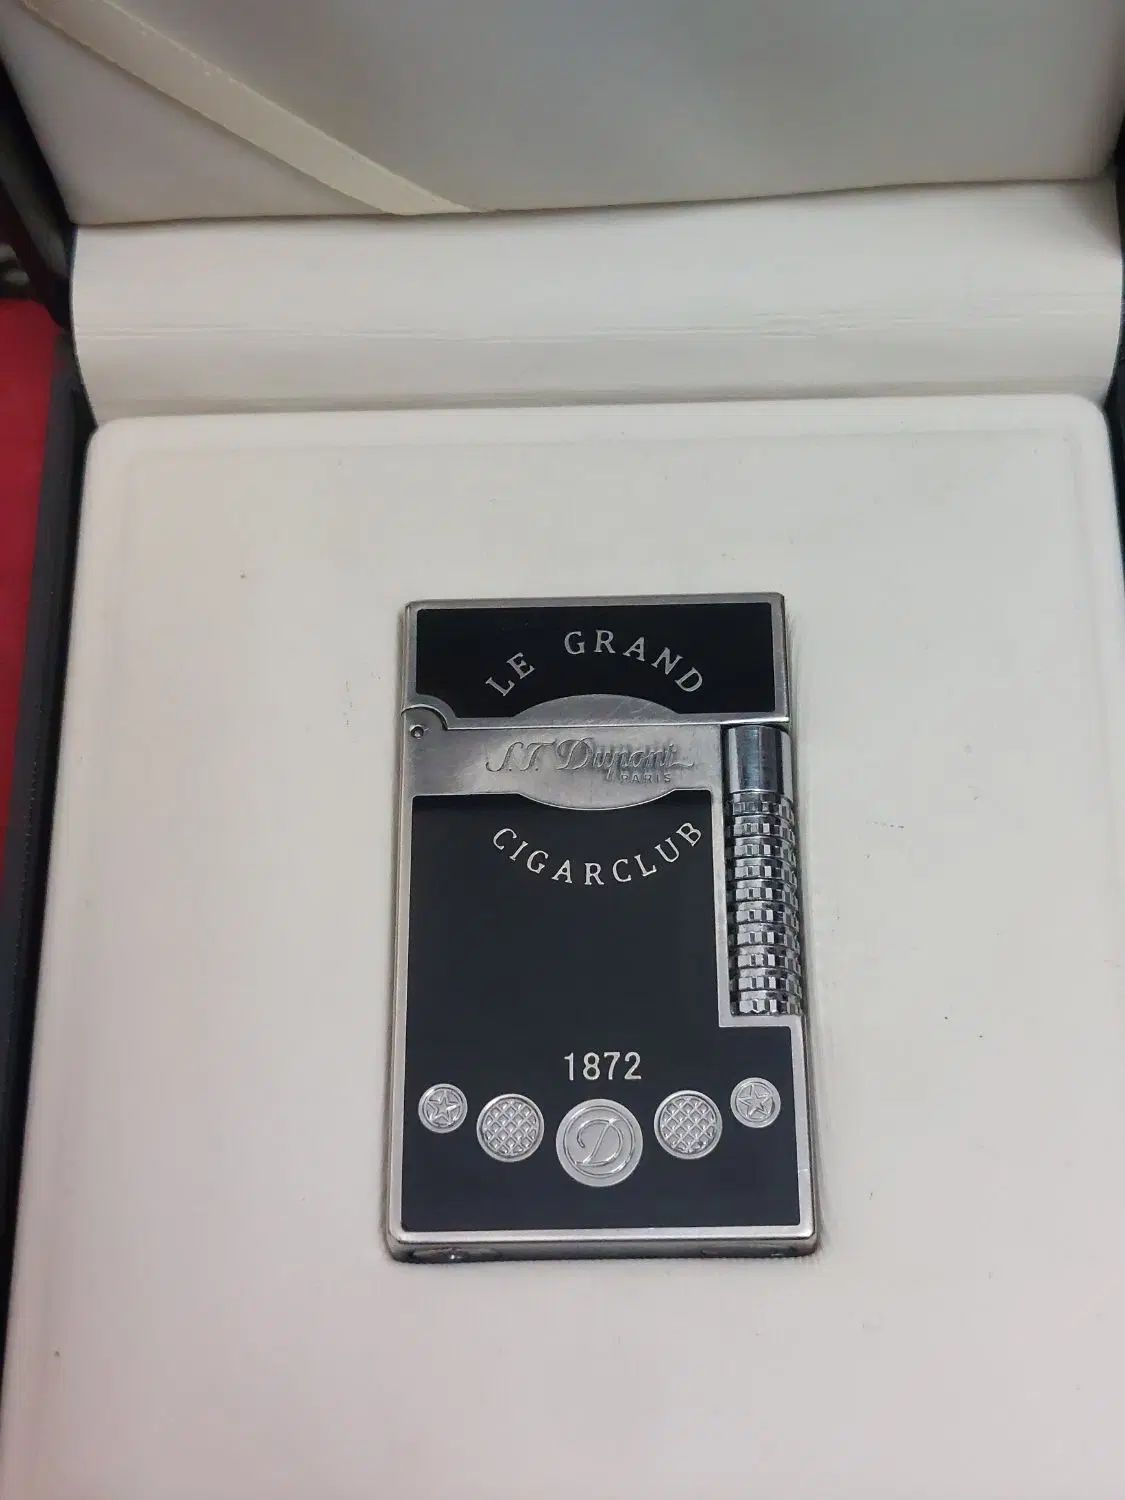 LE GRAND
S.T. Dupont
PARIS
CIGARCLUB
1872
D